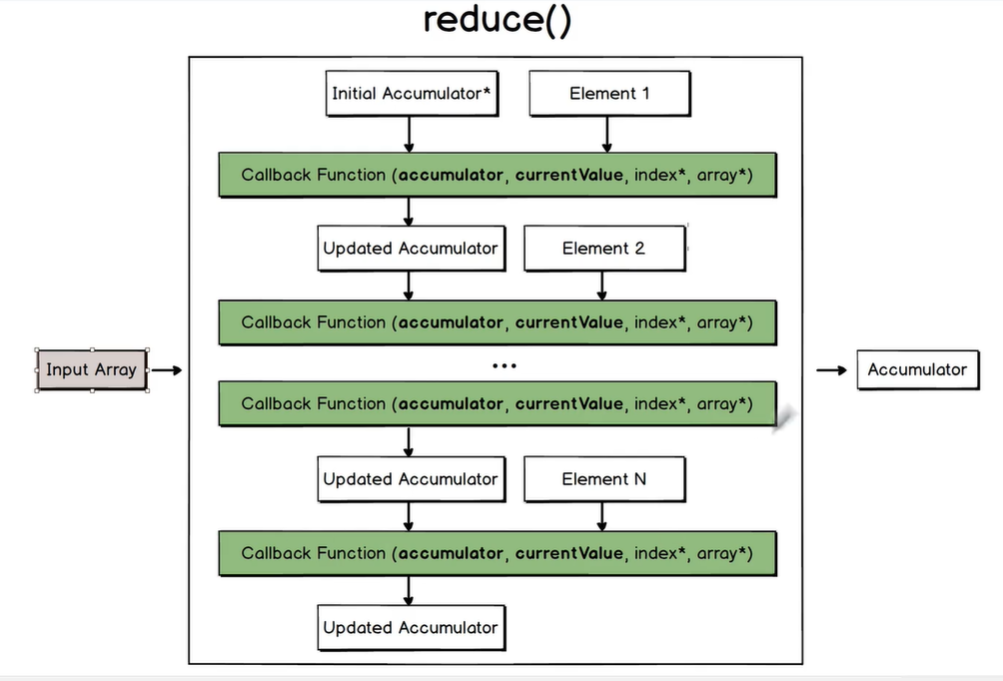 reduce()
Initial Accumulator*
Element 1
Callback Function (accumulator, currentValue, index*, array*)
Updated Accumulator
Element 2
Callback Function (accumulator, currentValue, index*, array*)
Input Array
...
Accumulator
Callback Function (accumulator, currentValue, index*, array*)
Updated Accumulator
Element N
Callback Function (accumulator, currentValue, index*, array*)
Updated Accumulator